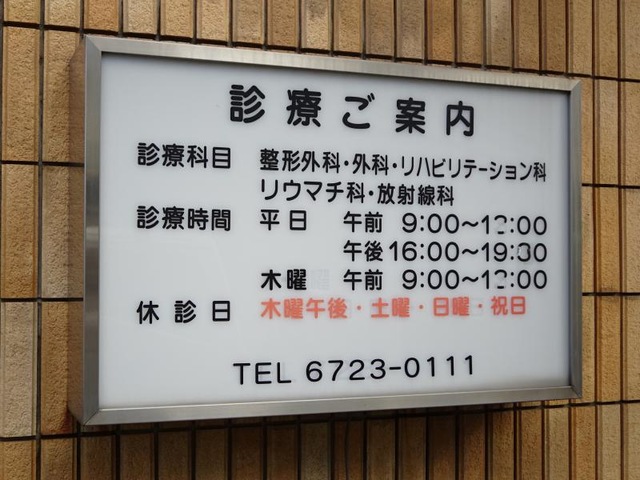 診療ご案内
診療科目 整形外科・外科・リハビリテーション科
リウマチ科・放射線科
診療時間 平日 午前 9:00〜12:00
午後 16:00〜19:30
木曜 午前 9:00〜12:00
休診日 木曜午後・土曜・日曜・祝日
TEL 6723-0111